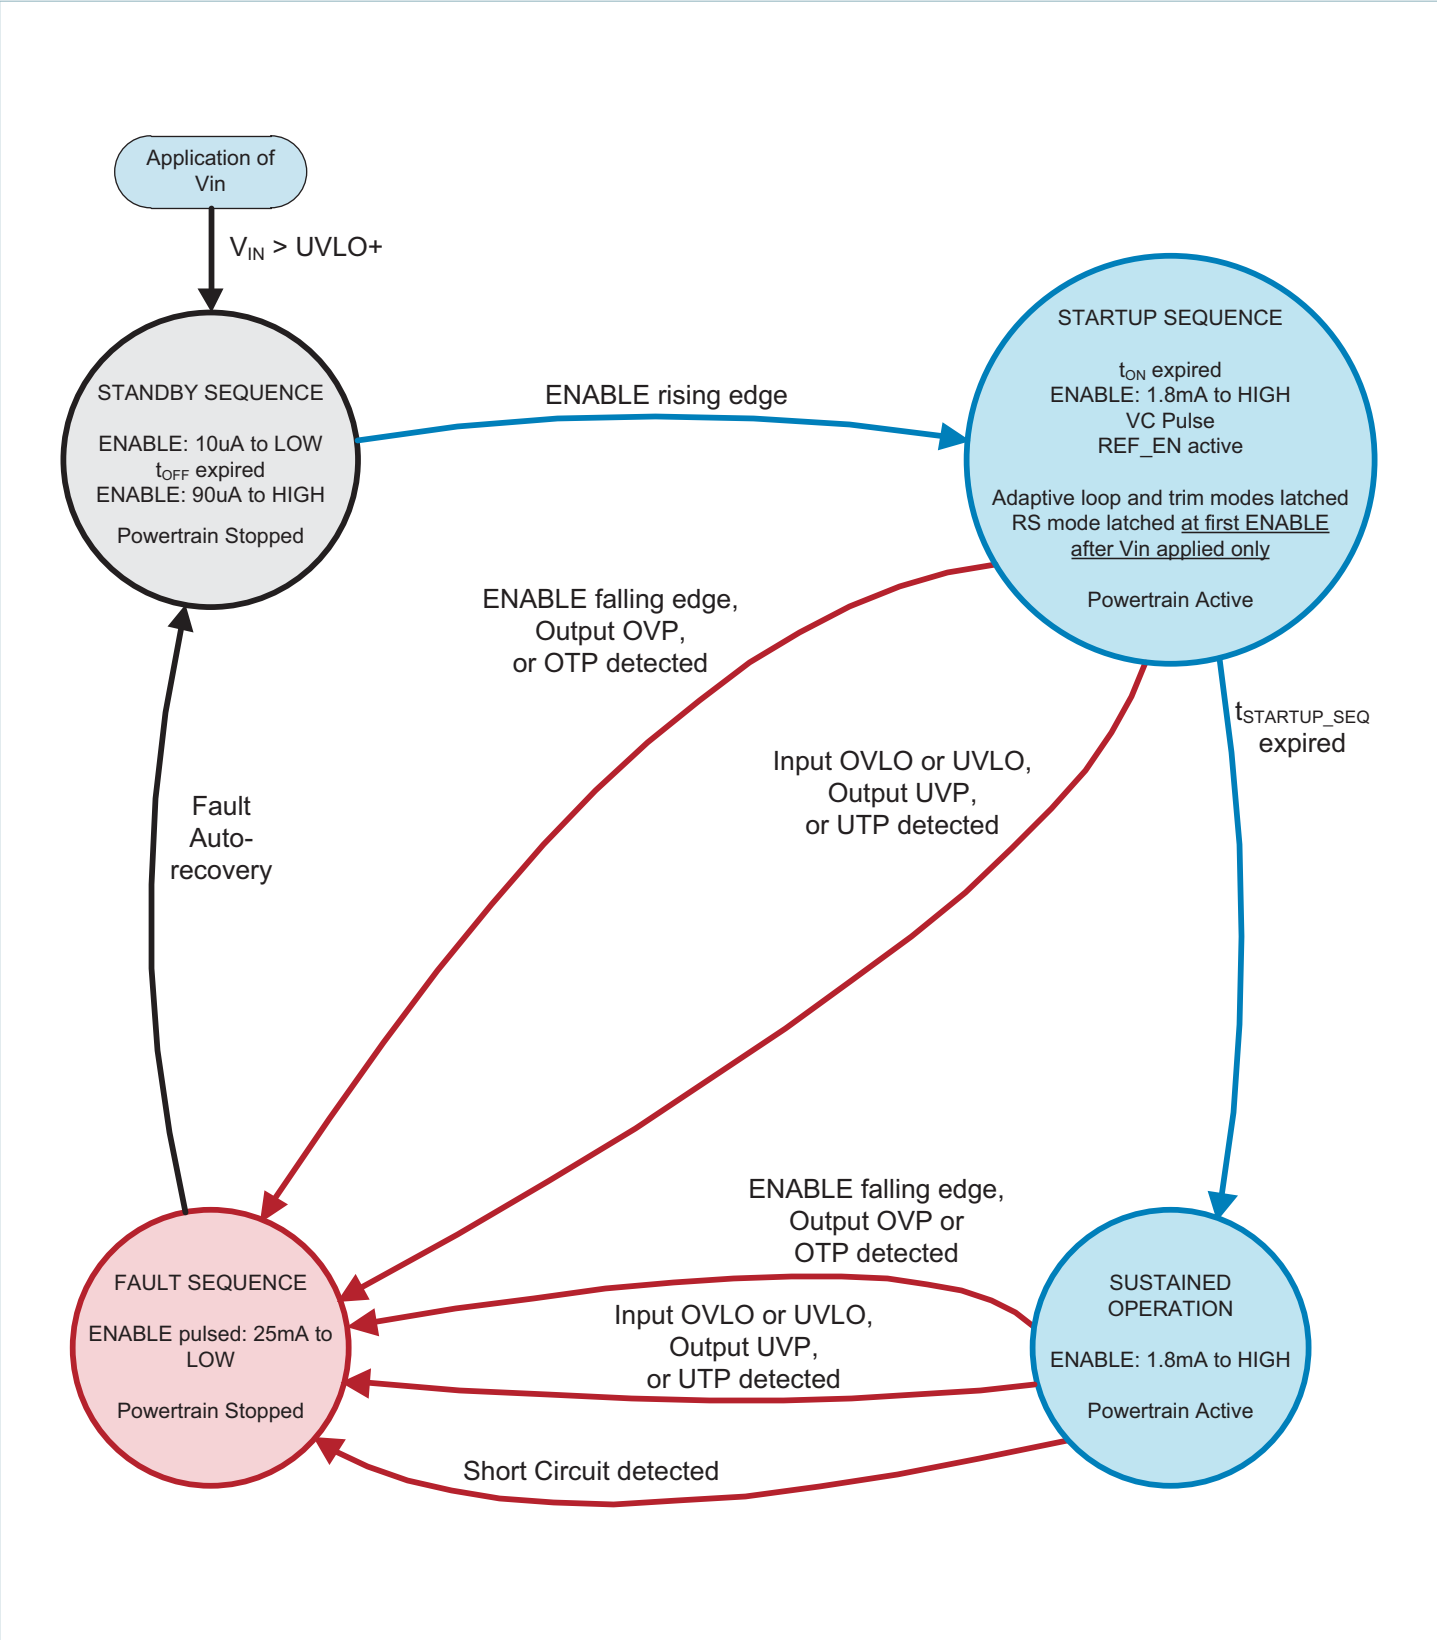 Application of
Vin
V_IN > UVLO+
STANDBY SEQUENCE
ENABLE: 10uA to LOW
t_OFF expired
ENABLE: 90uA to HIGH
Powertrain Stopped
ENABLE rising edge
STARTUP SEQUENCE
t_ON expired
ENABLE: 1.8mA to HIGH
VC Pulse
REF_EN active
Adaptive loop and trim modes latched
RS mode latched at first ENABLE
after Vin applied only
Powertrain Active
ENABLE falling edge,
Output OVP,
or OTP detected
Input OVLO or UVLO,
Output UVP,
or UTP detected
t_STARTUP_SEQ
expired
Fault
Auto-
recovery
ENABLE falling edge,
Output OVP or
OTP detected
Input OVLO or UVLO,
Output UVP,
or UTP detected
Short Circuit detected
FAULT SEQUENCE
ENABLE pulsed: 25mA to
LOW
Powertrain Stopped
SUSTAINED
OPERATION
ENABLE: 1.8mA to HIGH
Powertrain Active